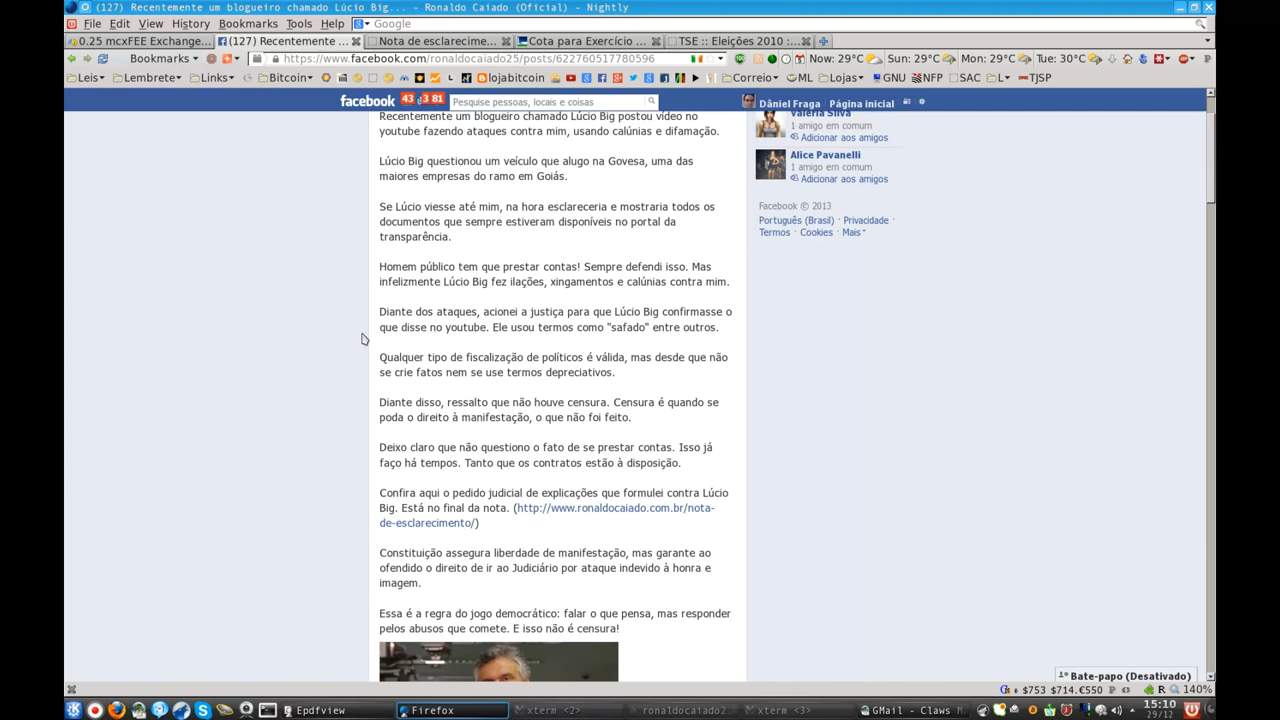 (127) Recentemente um blogueiro chamado Lúcio Big... - Ronaldo Caiado (Oficial) - Nightly
File Edit View History Bookmarks Tools Help Google
0.25 mcxFEE Exchange... (127) Recentemente ... Nota de esclarecime... Cota para Exercício ... TSE :: Eleições 2010 :...
Bookmarks https://www.facebook.com/ronaldocaiado25/posts/622760517780596 Now: 29°C Sun: 29°C Mon: 29°C Tue: 30°C
Leis Lembrete Links Bitcoin lojabitcoin Correio ML Lojas GNU NFP SAC L TJSP
facebook 43 3 81 Pesquise pessoas, locais e coisas Dâniel Fraga Página inicial
Recentemente um blogueiro chamado Lúcio Big postou vídeo no
youtube fazendo ataques contra mim, usando calúnias e difamação.
Lúcio Big questionou um veículo que alugo na Govesa, uma das
maiores empresas do ramo em Goiás.
Se Lúcio viesse até mim, na hora esclareceria e mostraria todos os
documentos que sempre estiveram disponíveis no portal da
transparência.
Homem público tem que prestar contas! Sempre defendi isso. Mas
infelizmente Lúcio Big fez ilações, xingamentos e calúnias contra mim.
Diante dos ataques, acionei a justiça para que Lúcio Big confirmasse o
que disse no youtube. Ele usou termos como "safado" entre outros.
Qualquer tipo de fiscalização de políticos é válida, mas desde que não
se crie fatos nem se use termos depreciativos.
Diante disso, ressalto que não houve censura. Censura é quando se
poda o direito à manifestação, o que não foi feito.
Deixo claro que não questiono o fato de se prestar contas. Isso já
faço há tempos. Tanto que os contratos estão à disposição.
Confira aqui o pedido judicial de explicações que formulei contra Lúcio
Big. Está no final da nota. (http://www.ronaldocaiado.com.br/nota-
de-esclarecimento/)
Constituição assegura liberdade de manifestação, mas garante ao
ofendido o direito de ir ao Judiciário por ataque indevido à honra e
imagem.
Essa é a regra do jogo democrático: falar o que pensa, mas responder
pelos abusos que comete. E isso não é censura!
Valéria Silva
1 amigo em comum
Adicionar aos amigos
Alice Pavanelli
1 amigo em comum
Adicionar aos amigos
Facebook © 2013
Português (Brasil) · Privacidade ·
Termos · Cookies · Mais
Bate-papo (Desativado)
$753 $714.€550 R 140%
Epdfview Firefox xterm <2> ronaldocaiado2 xterm <3> GMail - Claws M 15:10
29/12